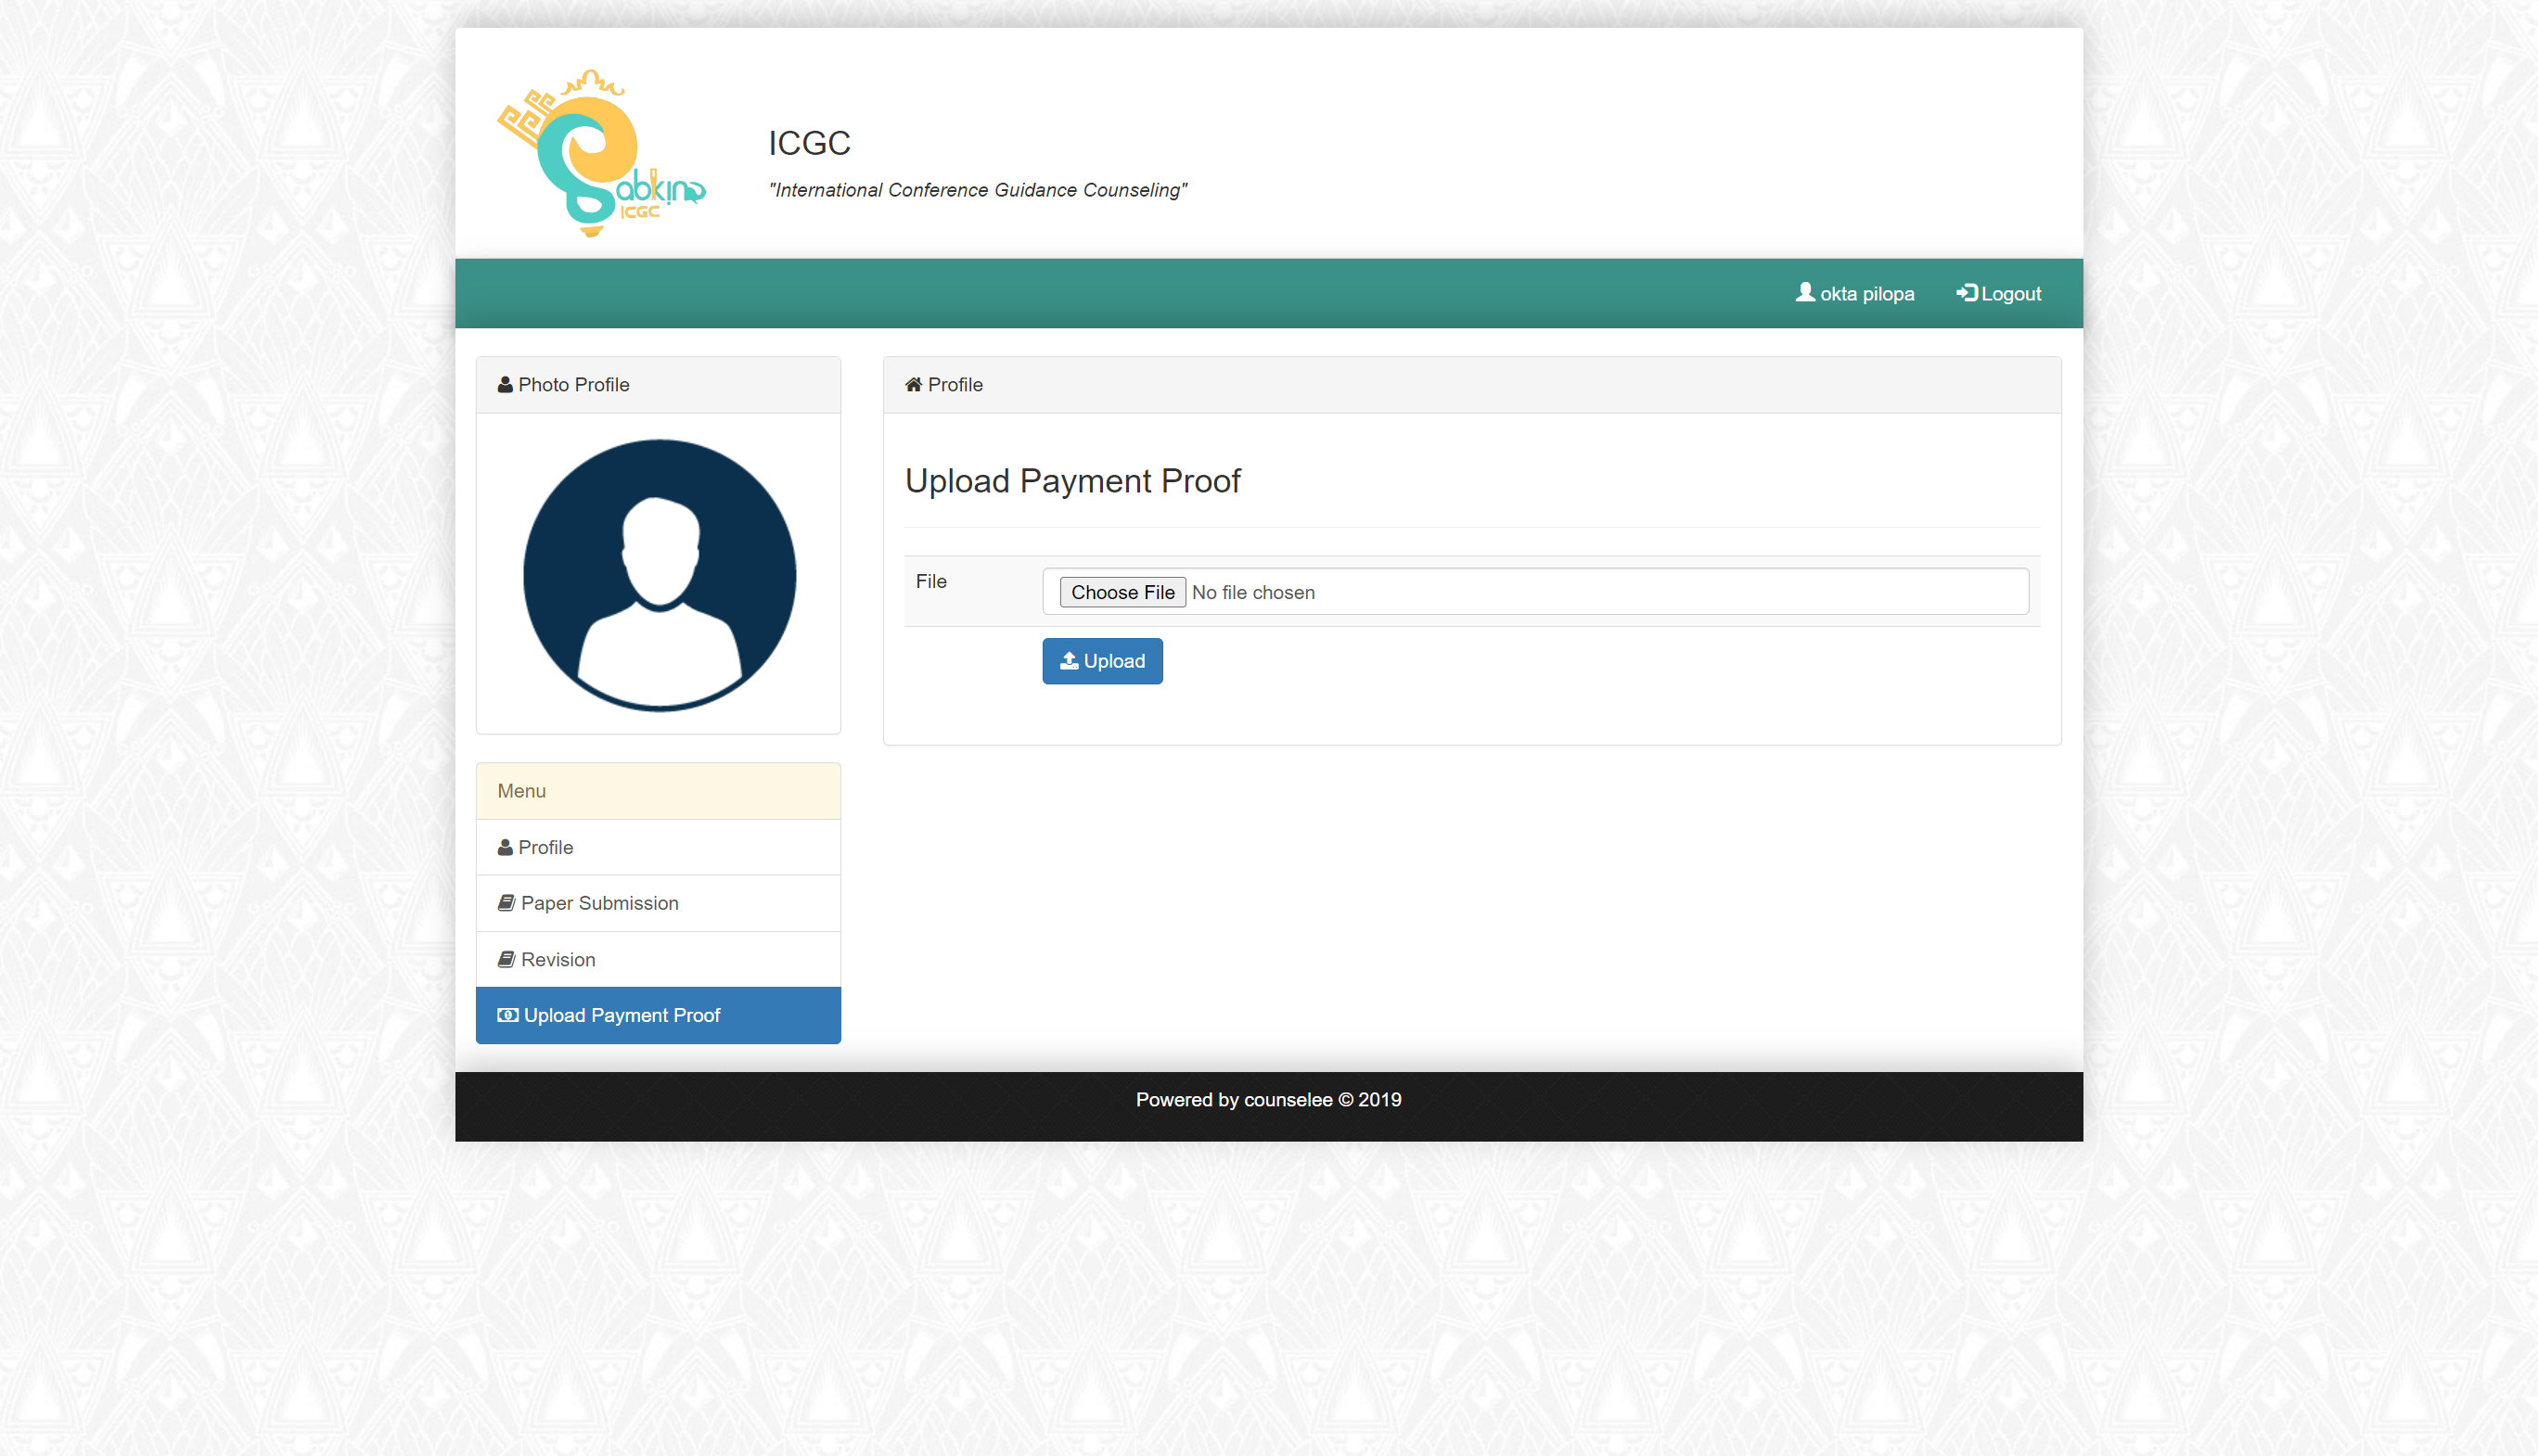 abkin
ICGC
ICGC
"International Conference Guidance Counseling"
okta pilopa
Logout
Photo Profile
Profile
Upload Payment Proof
File
Choose File No file chosen
Upload
Menu
Profile
Paper Submission
Revision
Upload Payment Proof
Powered by counselee © 2019